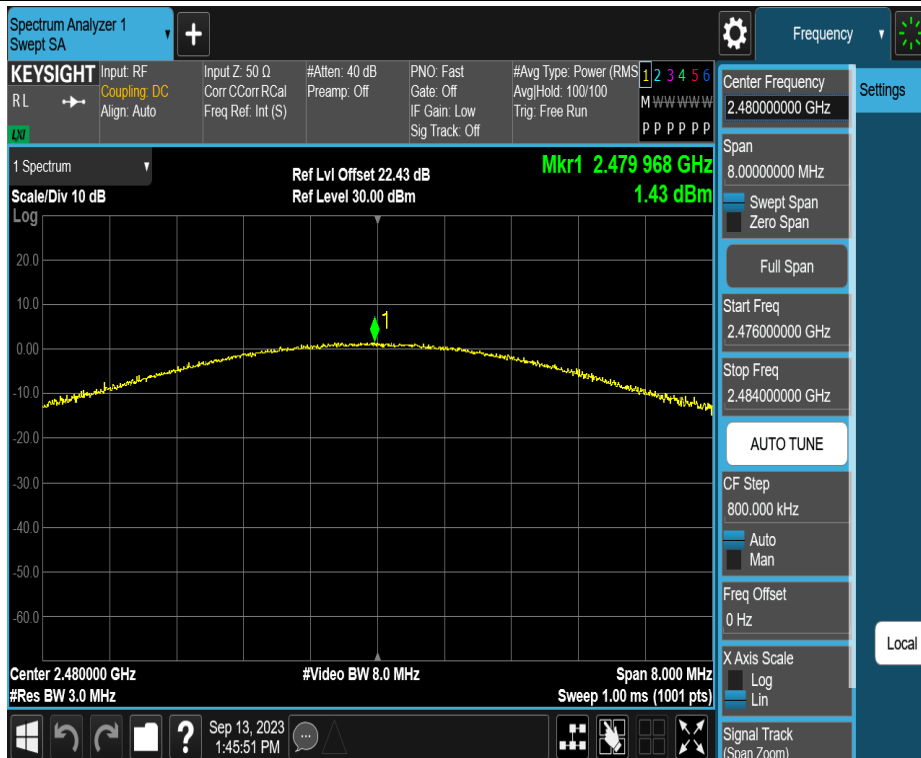 Spectrum Analyzer 1
Swept SA
+
Frequency
KEYSIGHT
R L
LXI
Input: RF
Coupling: DC
Align: Auto
Input Z: 50 Ω
Corr CCorr RCal
Freq Ref: Int (S)
#Atten: 40 dB
Preamp: Off
PNO: Fast
Gate: Off
IF Gain: Low
Sig Track: Off
#Avg Type: Power (RMS
Avg|Hold: 100/100
Trig: Free Run
1 2 3 4 5 6
M W W W W W
P P P P P P
1 Spectrum
Scale/Div 10 dB
Log
Ref Lvl Offset 22.43 dB
Ref Level 30.00 dBm
Mkr1 2.479 968 GHz
1.43 dBm
20.0
10.0
0.00
-10.0
-20.0
-30.0
-40.0
-50.0
-60.0
1
Center 2.480000 GHz
#Res BW 3.0 MHz
#Video BW 8.0 MHz
Span 8.000 MHz
Sweep 1.00 ms (1001 pts)
Center Frequency
2.480000000 GHz
Span
8.00000000 MHz
Swept Span
Zero Span
Full Span
Start Freq
2.476000000 GHz
Stop Freq
2.484000000 GHz
AUTO TUNE
CF Step
800.000 kHz
Auto
Man
Freq Offset
0 Hz
X Axis Scale
Log
Lin
Signal Track
(Span Zoom)
Settings
Local
?
Sep 13, 2023
1:45:51 PM